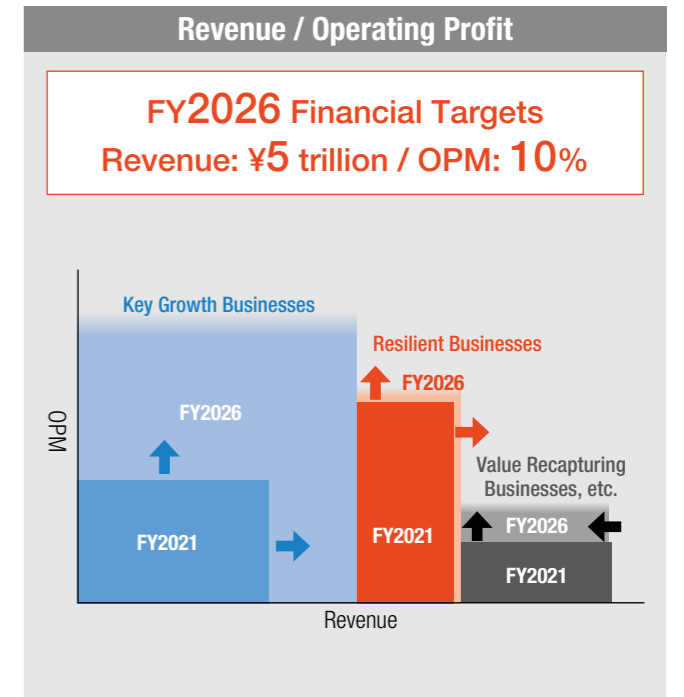 Revenue / Operating Profit
FY2026 Financial Targets
Revenue: ¥5 trillion / OPM: 10%
Key Growth Businesses
Resilient Businesses
FY2026
FY2026
OPM
Value Recapturing
Businesses, etc.
FY2026
FY2021
FY2021
FY2021
Revenue